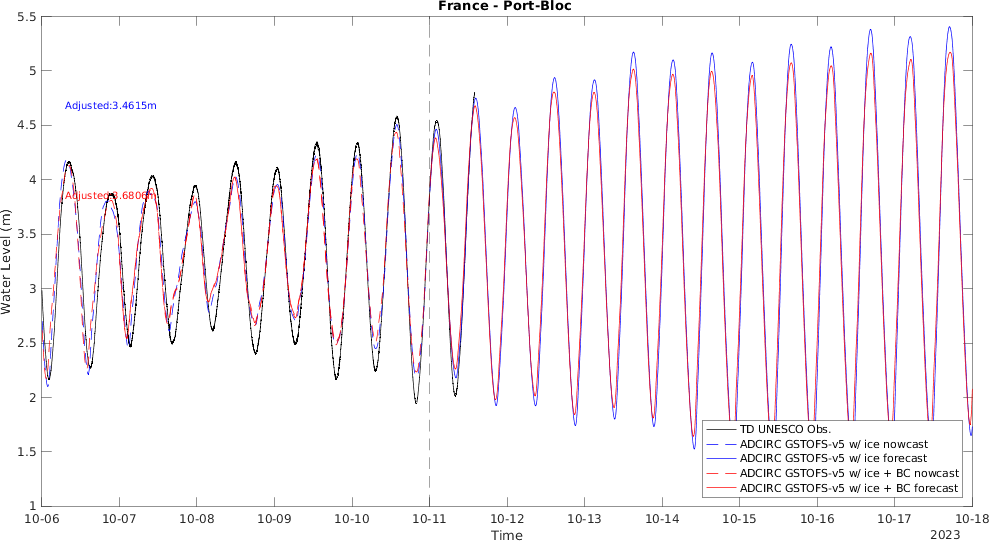 France - Port-Bloc
5.5
5
4.5
4
3.5
3
2.5
2
1.5
1
Water Level (m)
Adjusted:3.4615m
Adjusted:3.6806m
TD UNESCO Obs.
ADCIRC GSTOFS-v5 w/ ice nowcast
ADCIRC GSTOFS-v5 w/ ice forecast
ADCIRC GSTOFS-v5 w/ ice + BC nowcast
ADCIRC GSTOFS-v5 w/ ice + BC forecast
10-06 10-07 10-08 10-09 10-10 10-11 10-12 10-13 10-14 10-15 10-16 10-17 10-18
Time
2023